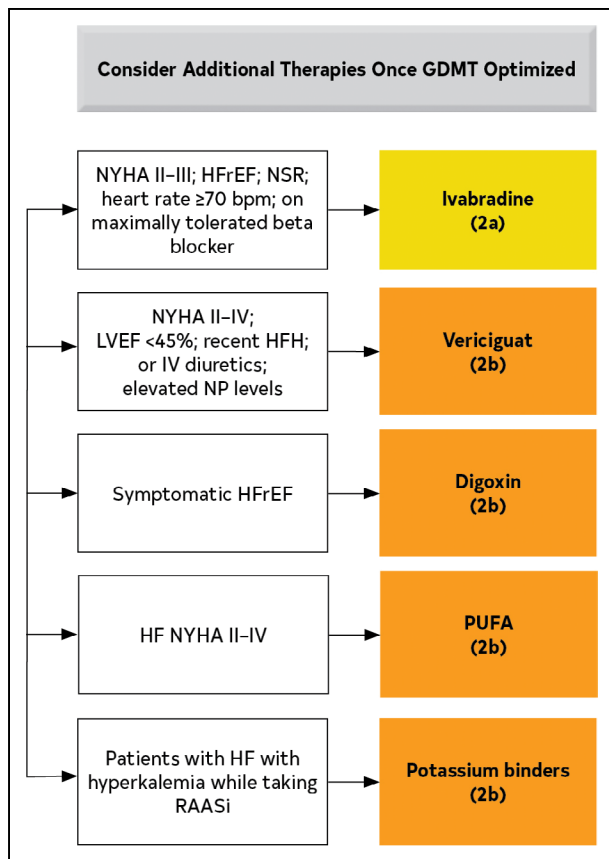 Consider Additional Therapies Once GDMT Optimized
NYHA II–III; HFrEF; NSR;
heart rate ≥70 bpm; on
maximally tolerated beta
blocker
Ivabradine
(2a)
NYHA II–IV;
LVEF <45%; recent HFH;
or IV diuretics;
elevated NP levels
Vericiguat
(2b)
Symptomatic HFrEF
Digoxin
(2b)
HF NYHA II–IV
PUFA
(2b)
Patients with HF with
hyperkalemia while taking
RAASi
Potassium binders
(2b)